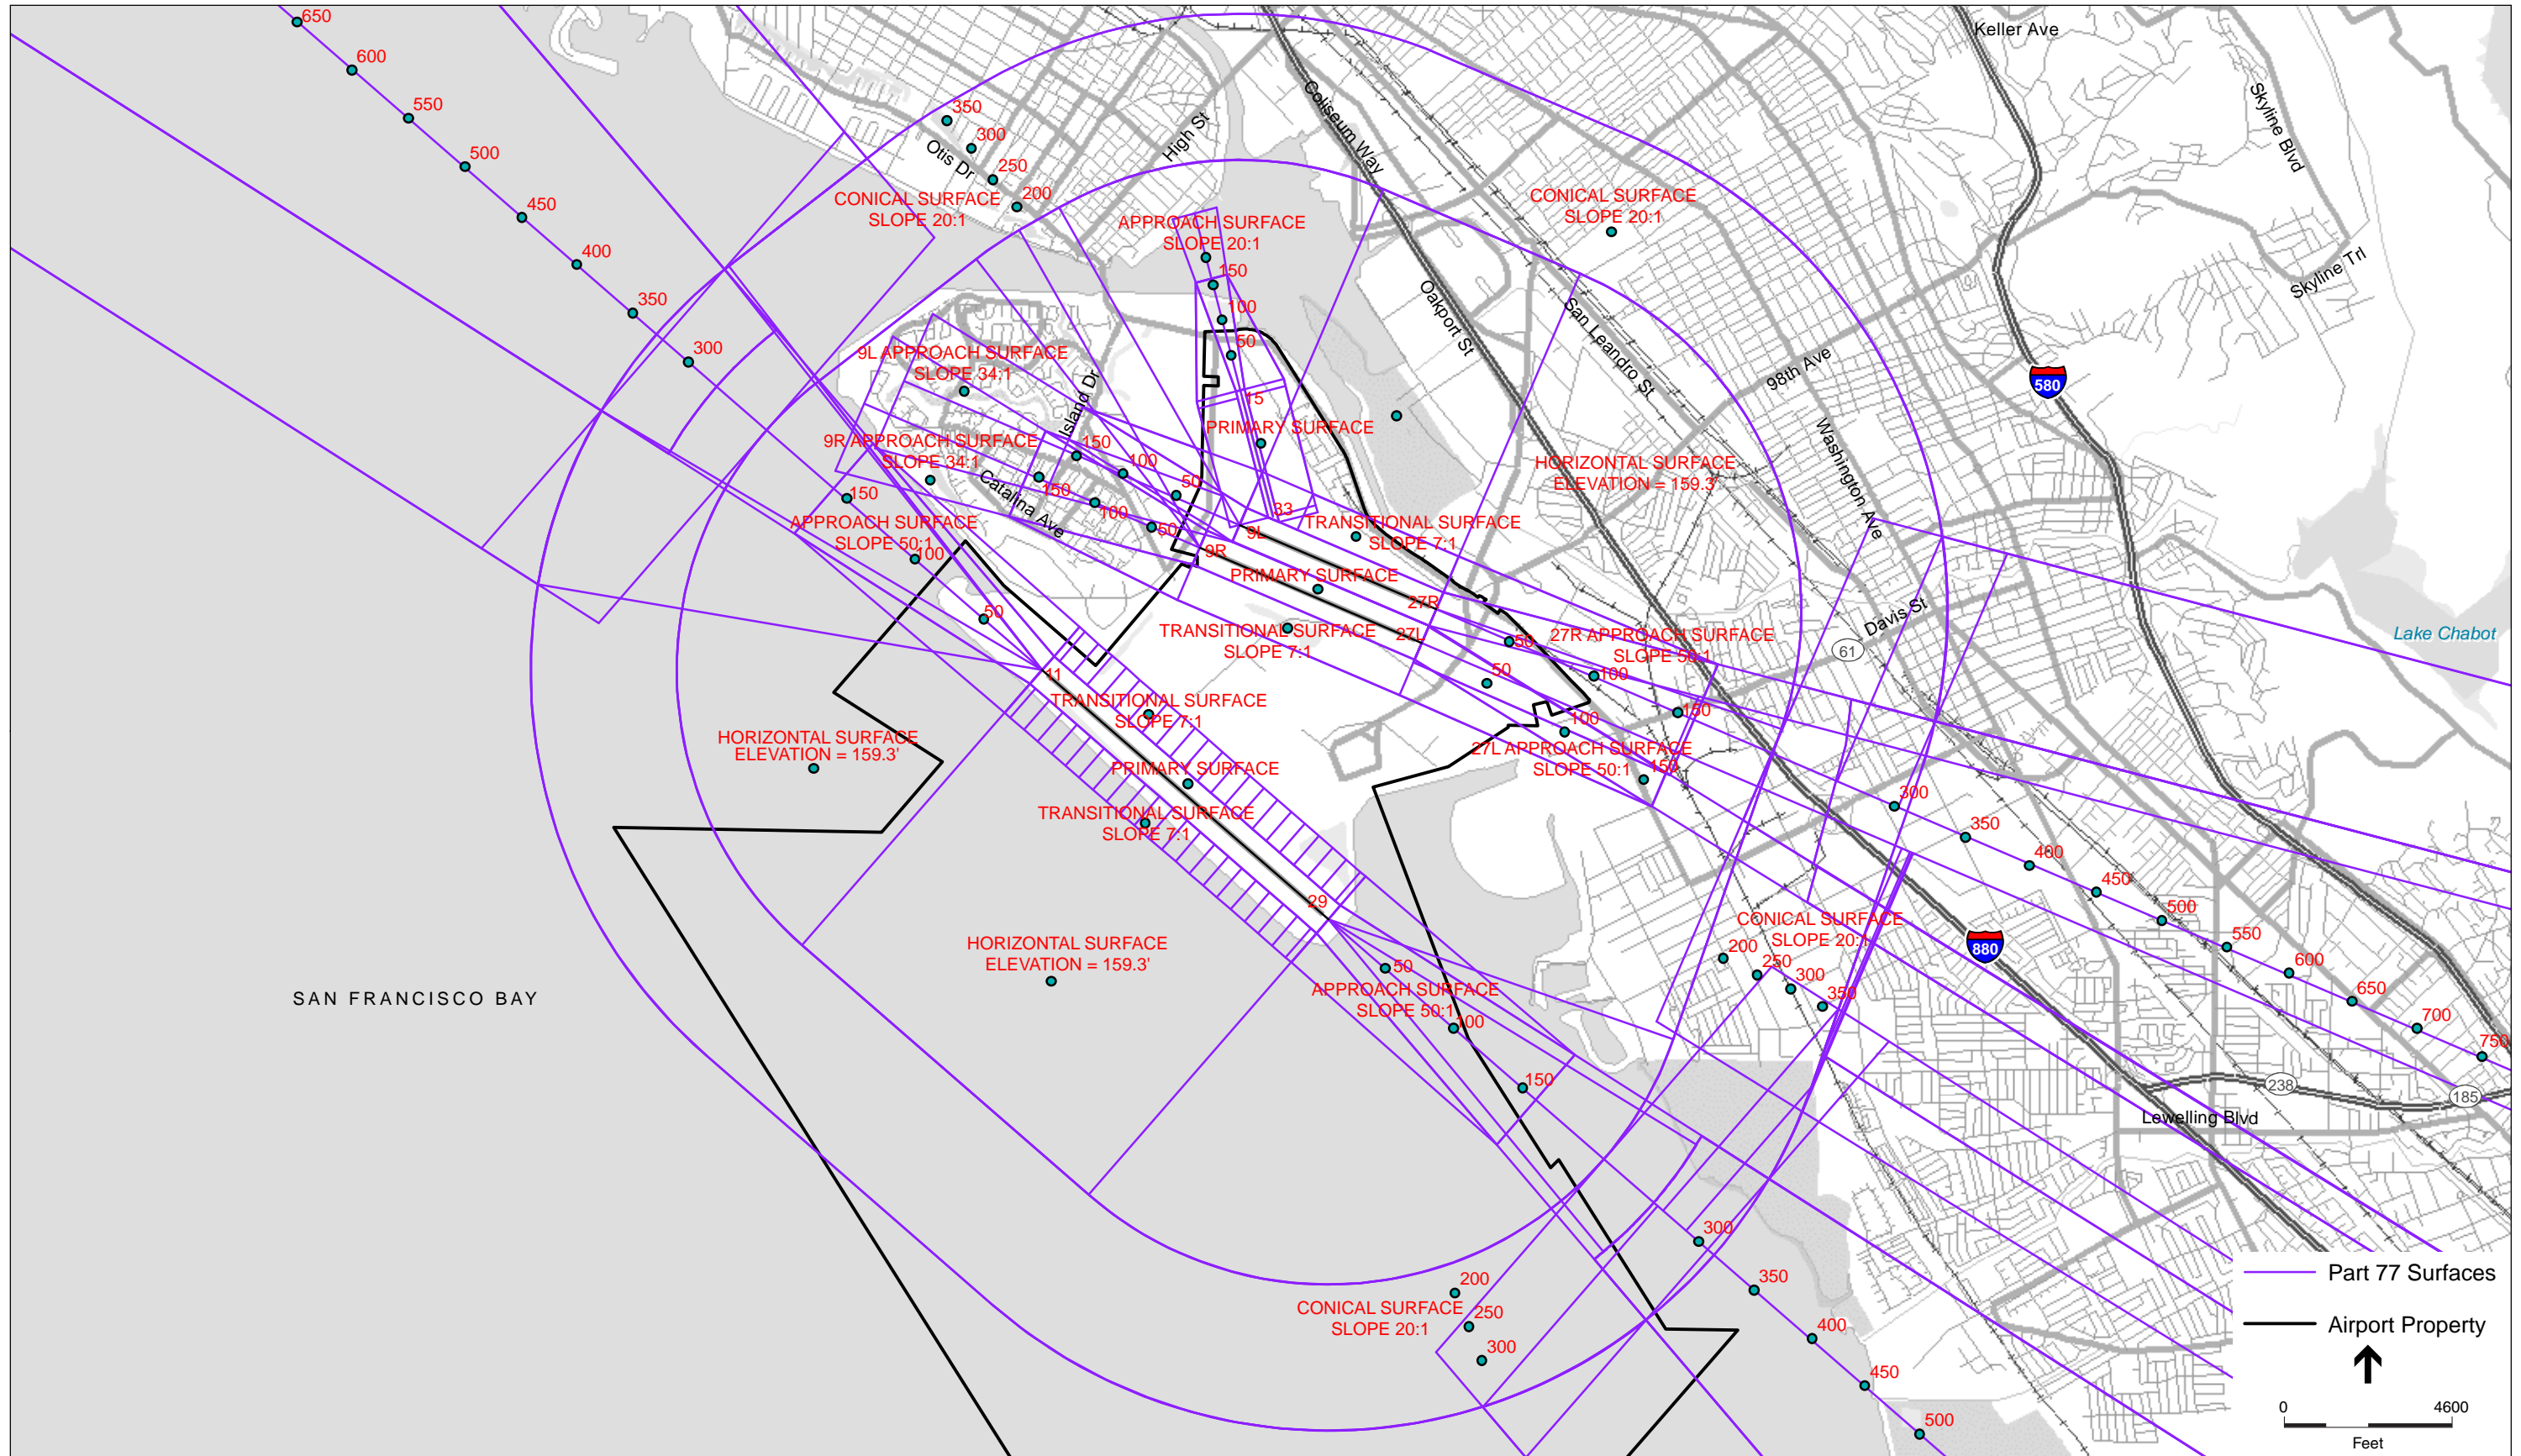 650
600
550
500
450
400
350
300
Keller Ave
Skyline Blvd
Skyline Trl
Coliseum Way
High St
Otis Dr
350
300
250
200
CONICAL SURFACE
SLOPE 20:1
APPROACH SURFACE
SLOPE 20:1
150
100
50
15
PRIMARY SURFACE
33
CONICAL SURFACE
SLOPE 20:1
Oakport St
San Leandro St
98th Ave
Washington Ave
580
Lake Chabot
9L APPROACH SURFACE
SLOPE 34:1
Island Dr
9R APPROACH SURFACE
SLOPE 34:1
Catalina Ave
150
100
50
150
100
50
HORIZONTAL SURFACE
ELEVATION = 159.3'
150
APPROACH SURFACE
SLOPE 50:1
100
50
9L
9R
TRANSITIONAL SURFACE
SLOPE 7:1
PRIMARY SURFACE
27R
27L
TRANSITIONAL SURFACE
SLOPE 7:1
50
27R APPROACH SURFACE
SLOPE 50:1
100
150
50
100
27L APPROACH SURFACE
SLOPE 50:1
150
Davis St
61
11
TRANSITIONAL SURFACE
SLOPE 7:1
PRIMARY SURFACE
TRANSITIONAL SURFACE
SLOPE 7:1
29
HORIZONTAL SURFACE
ELEVATION = 159.3'
HORIZONTAL SURFACE
ELEVATION = 159.3'
SAN FRANCISCO BAY
300
350
400
450
500
550
600
650
700
750
CONICAL SURFACE
SLOPE 20:1
200
250
300
350
880
50
APPROACH SURFACE
SLOPE 50:1
100
150
238
185
Lewelling Blvd
300
350
400
450
500
200
CONICAL SURFACE
SLOPE 20:1
250
300
Part 77 Surfaces
Airport Property
0 4600
Feet